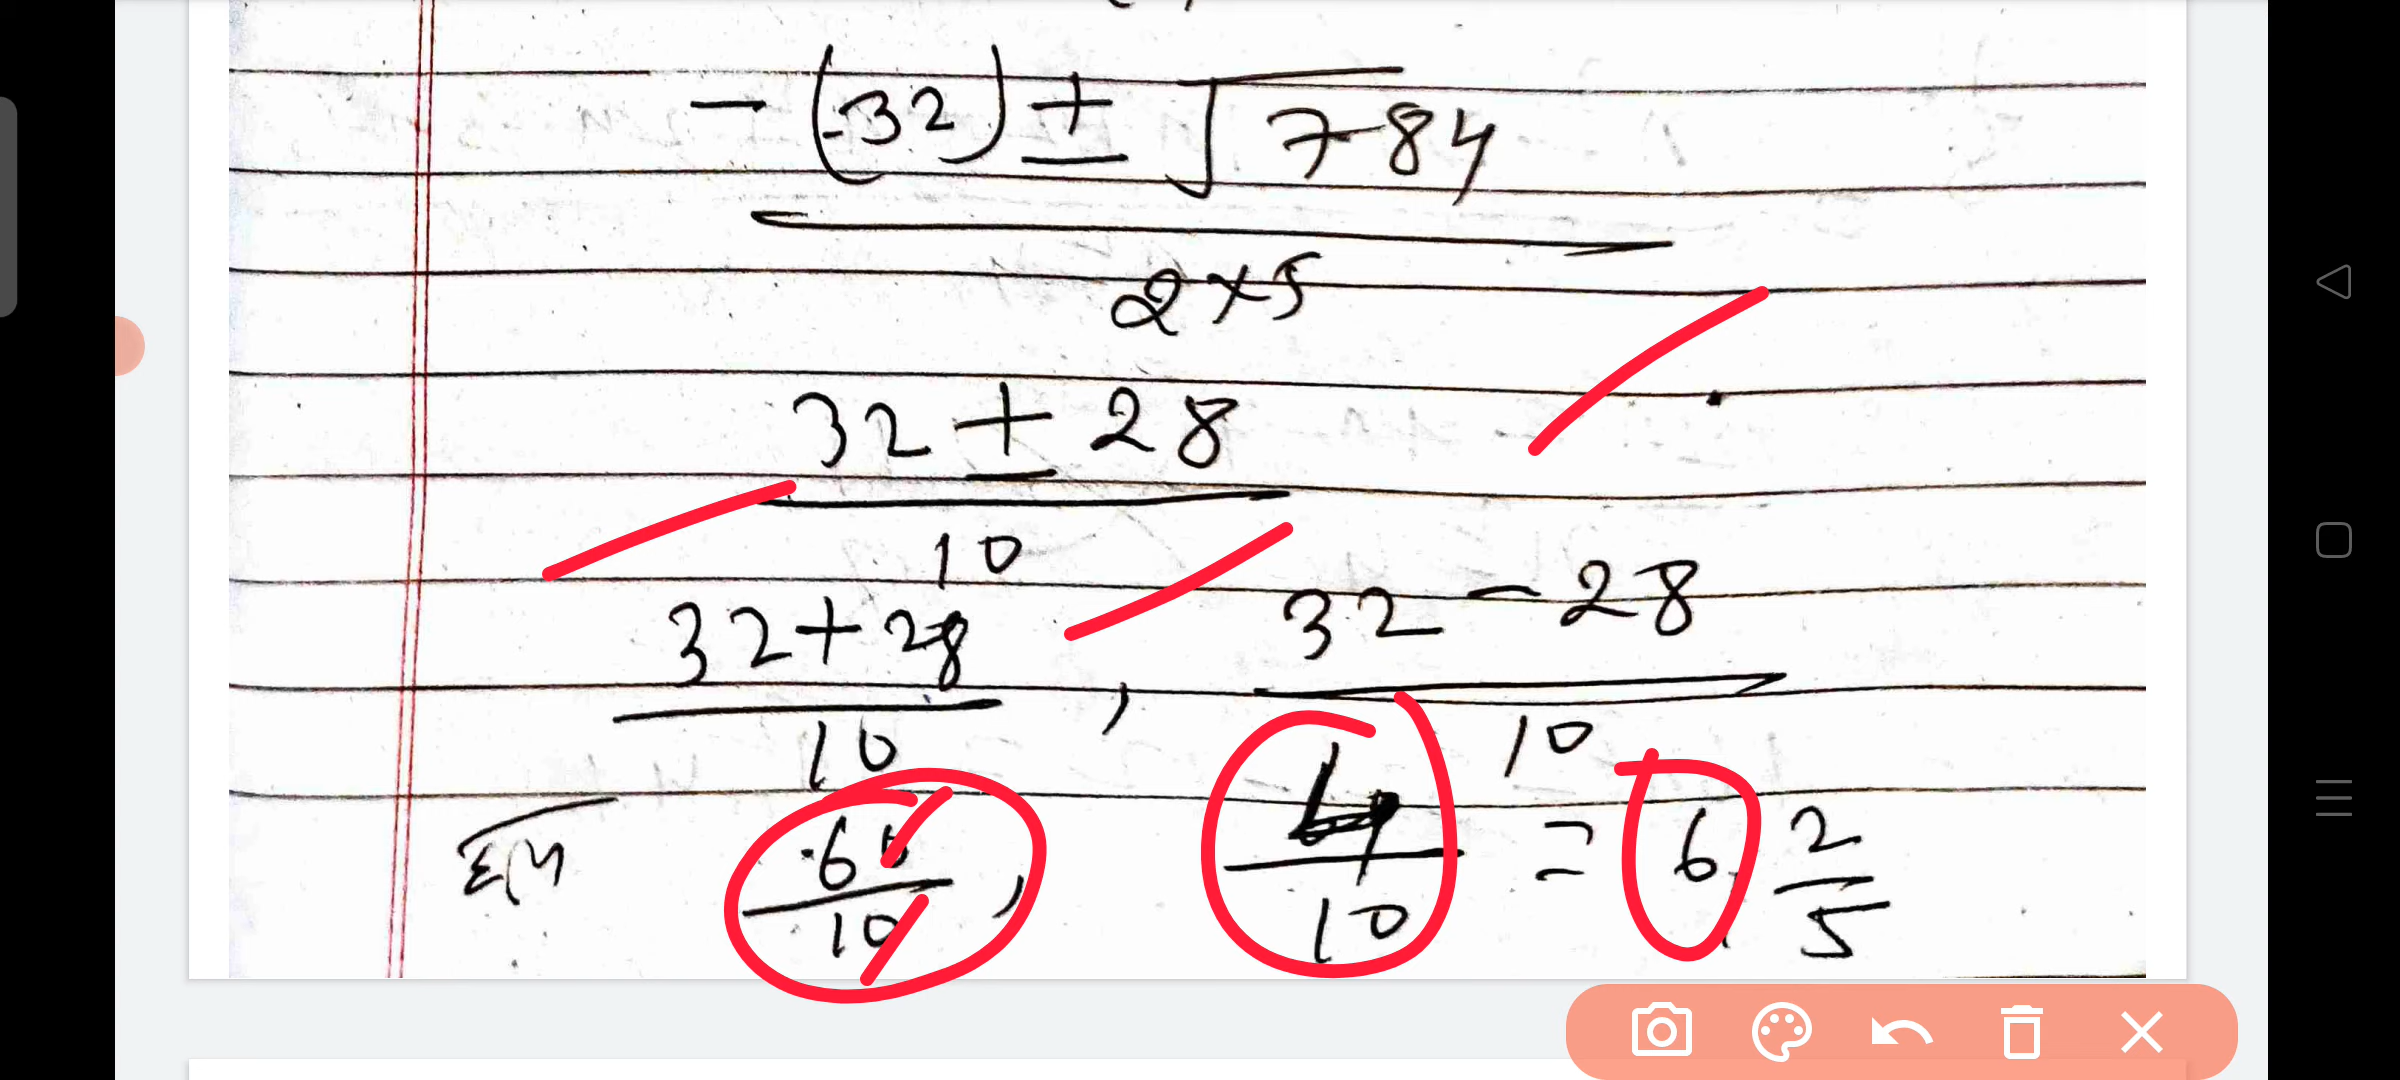 - (-32) ± √784
2×5
32 ± 28
10
32+28 , 32-28
10 10
60/10 , 4/10 = 6, 2/5